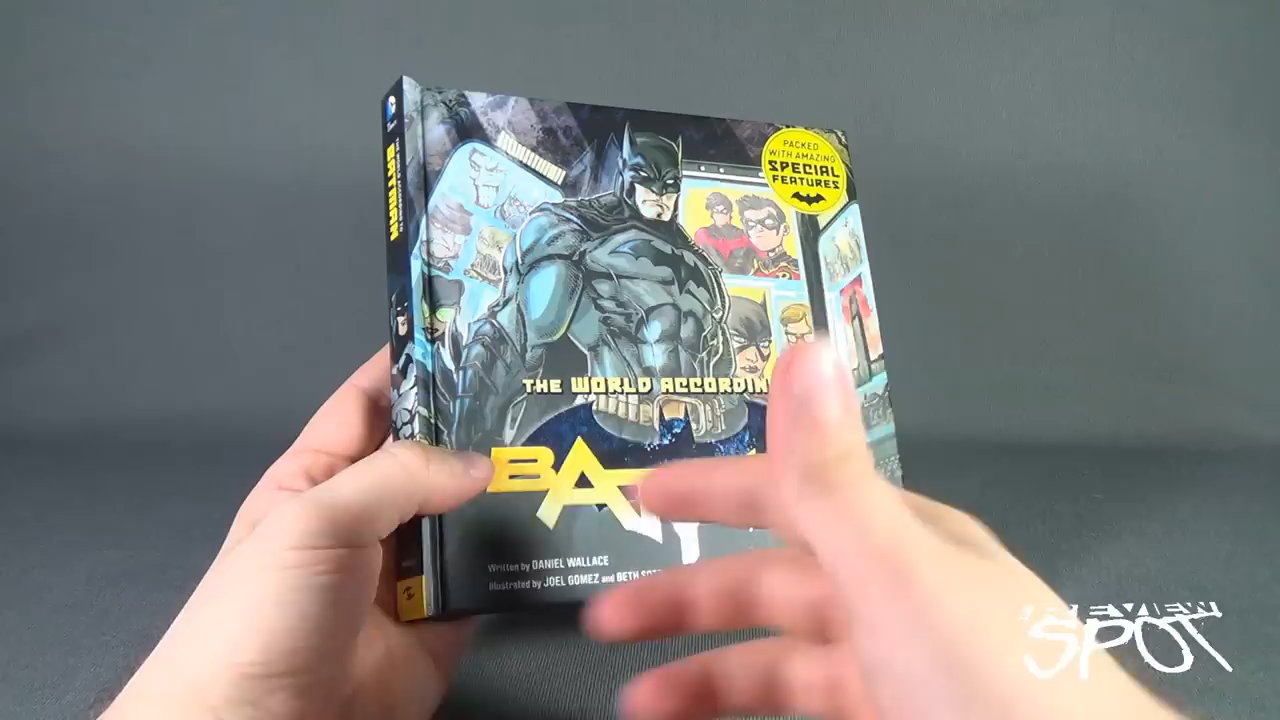 PACKED
WITH AMAZING
SPECIAL
FEATURES
THE WORLD ACCORDIN
BAT
Written by DANIEL WALLACE
Illustrated by JOEL GOMEZ and BETH
BATMAN
SPOT